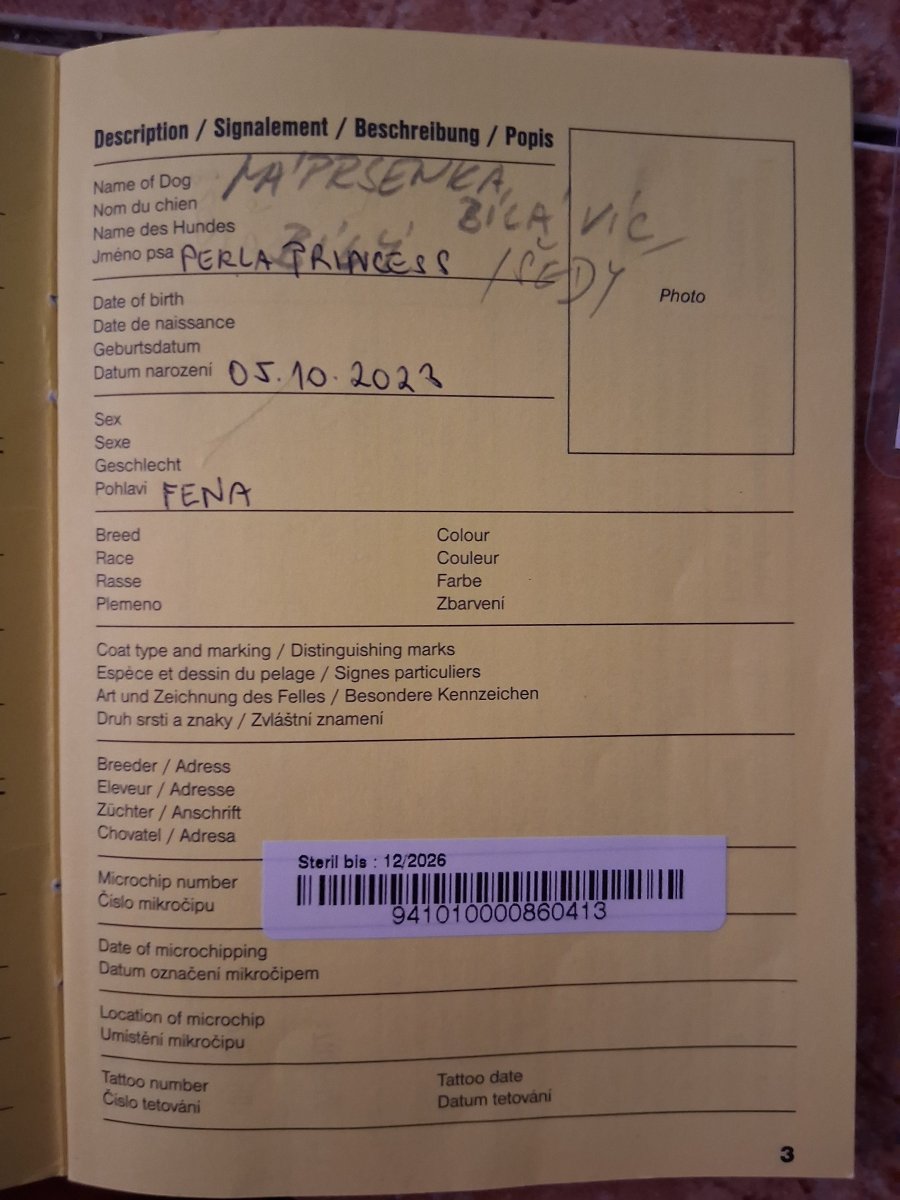 Description / Signalement / Beschreibung / Popis
Name of Dog
NÁPRSENKA
Nom du chien
BÍLÁ VÍC
Name des Hundes
Jméno psa PERLA PRINCESS
/ŠEDÝ
Photo
Date of birth
Date de naissance
Geburtsdatum
Datum narození 05.10.2023
Sex
Sexe
Geschlecht
Pohlavi FENA
Breed Colour
Race Couleur
Rasse Farbe
Plemeno Zbarvení
Coat type and marking / Distinguishing marks
Espèce et dessin du pelage / Signes particuliers
Art und Zeichnung des Felles / Besondere Kennzeichen
Druh srsti a znaky / Zvláštní znamení
Breeder / Adress
Eleveur / Adresse
Züchter / Anschrift
Chovatel / Adresa
Steril bis : 12/2026
Microchip number
Číslo mikročipu
941010000860413
Date of microchipping
Datum označení mikročipem
Location of microchip
Umístění mikročipu
Tattoo number Tattoo date
Číslo tetování Datum tetování
3